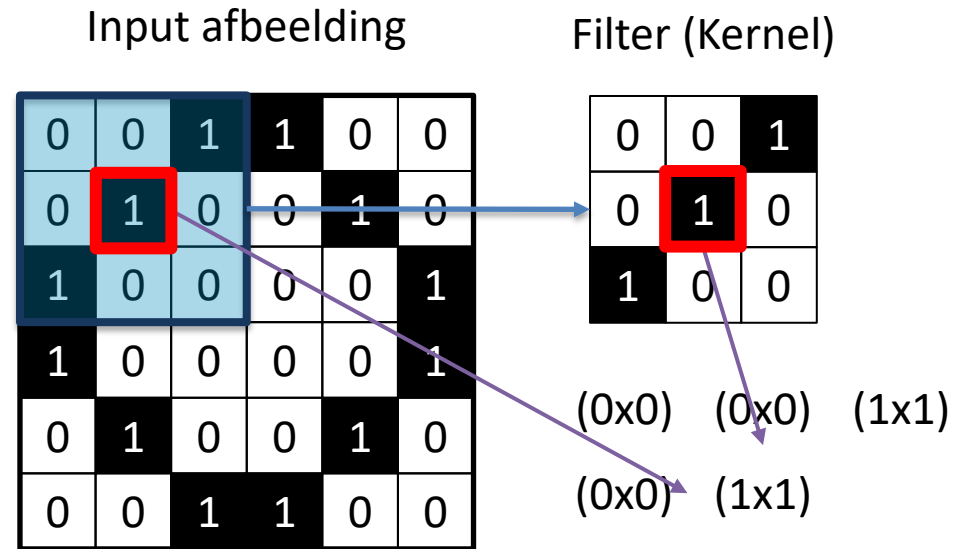 Input afbeelding
Filter (Kernel)
0 0 1 1 0 0
0 1 0 0 1 0
1 0 0 0 0 1
1 0 0 0 0 1
0 1 0 0 1 0
0 0 1 1 0 0
0 0 1
0 1 0
1 0 0
(0x0) (0x0) (1x1)
(0x0) (1x1)